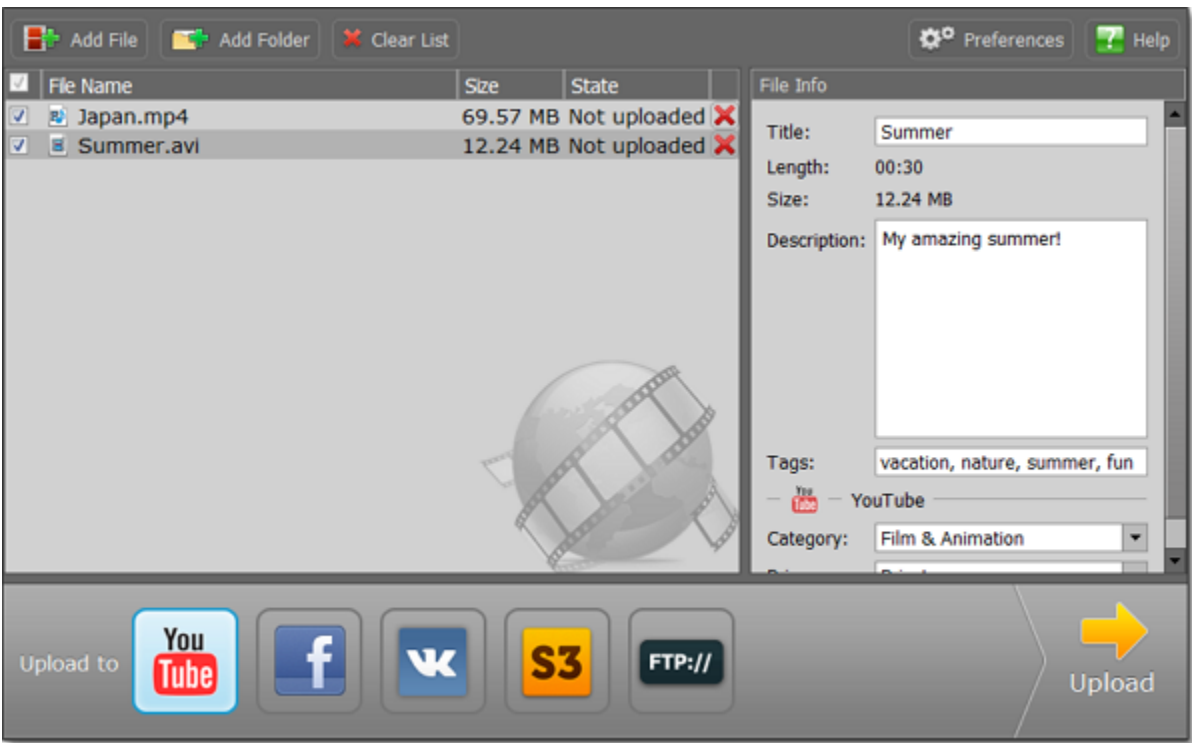 Add File
Add Folder
Clear List
Preferences
? Help
File Name Size State
Japan.mp4 69.57 MB Not uploaded
Summer.avi 12.24 MB Not uploaded
File Info
Title: Summer
Length: 00:30
Size: 12.24 MB
Description: My amazing summer!
Tags: vacation, nature, summer, fun
You Tube YouTube
Category: Film & Animation
Upload to
You
Tube
f
VK
S3
FTP://
Upload